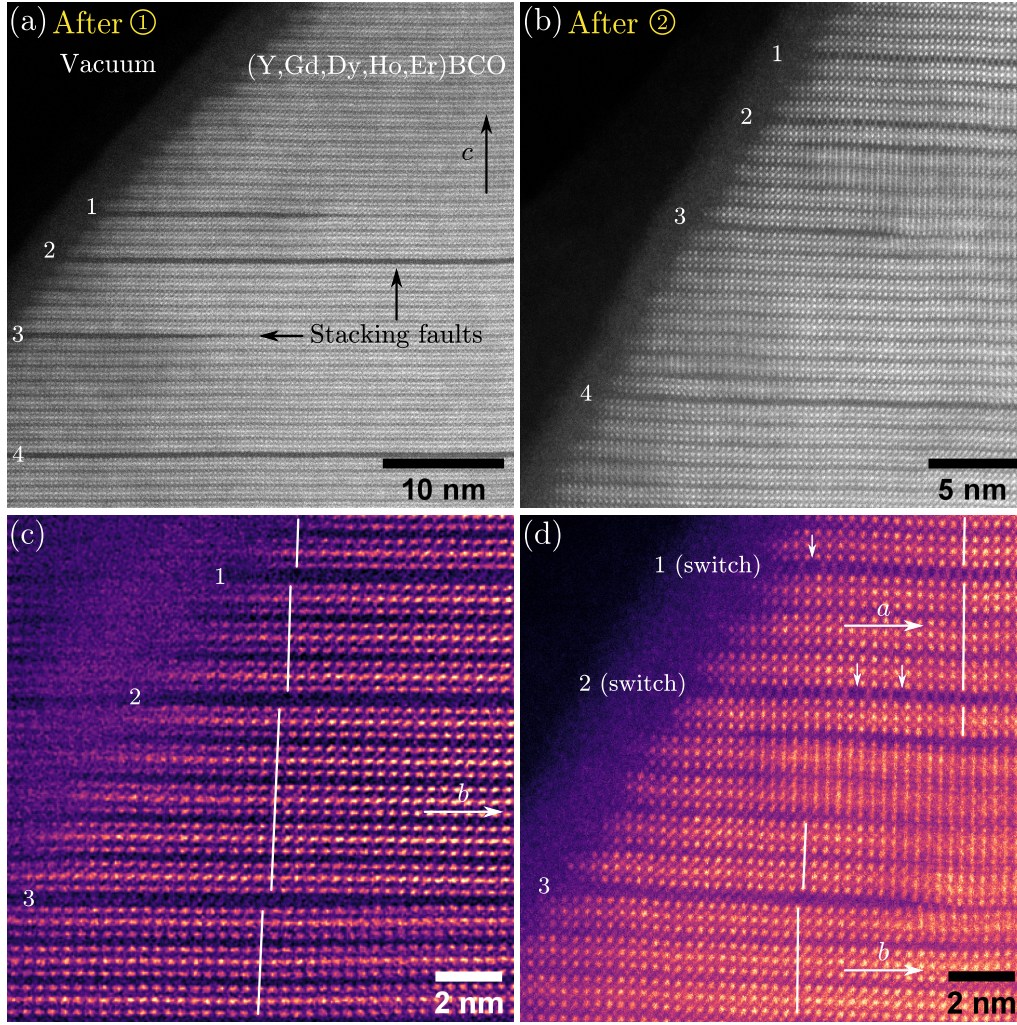 (a) After ①
Vacuum
(Y,Gd,Dy,Ho,Er)BCO
c
1
2
Stacking faults
3
4
10 nm
(b) After ②
1
2
3
4
5 nm
(c)
1
2
b
3
2 nm
(d)
1 (switch)
a
2 (switch)
3
b
2 nm